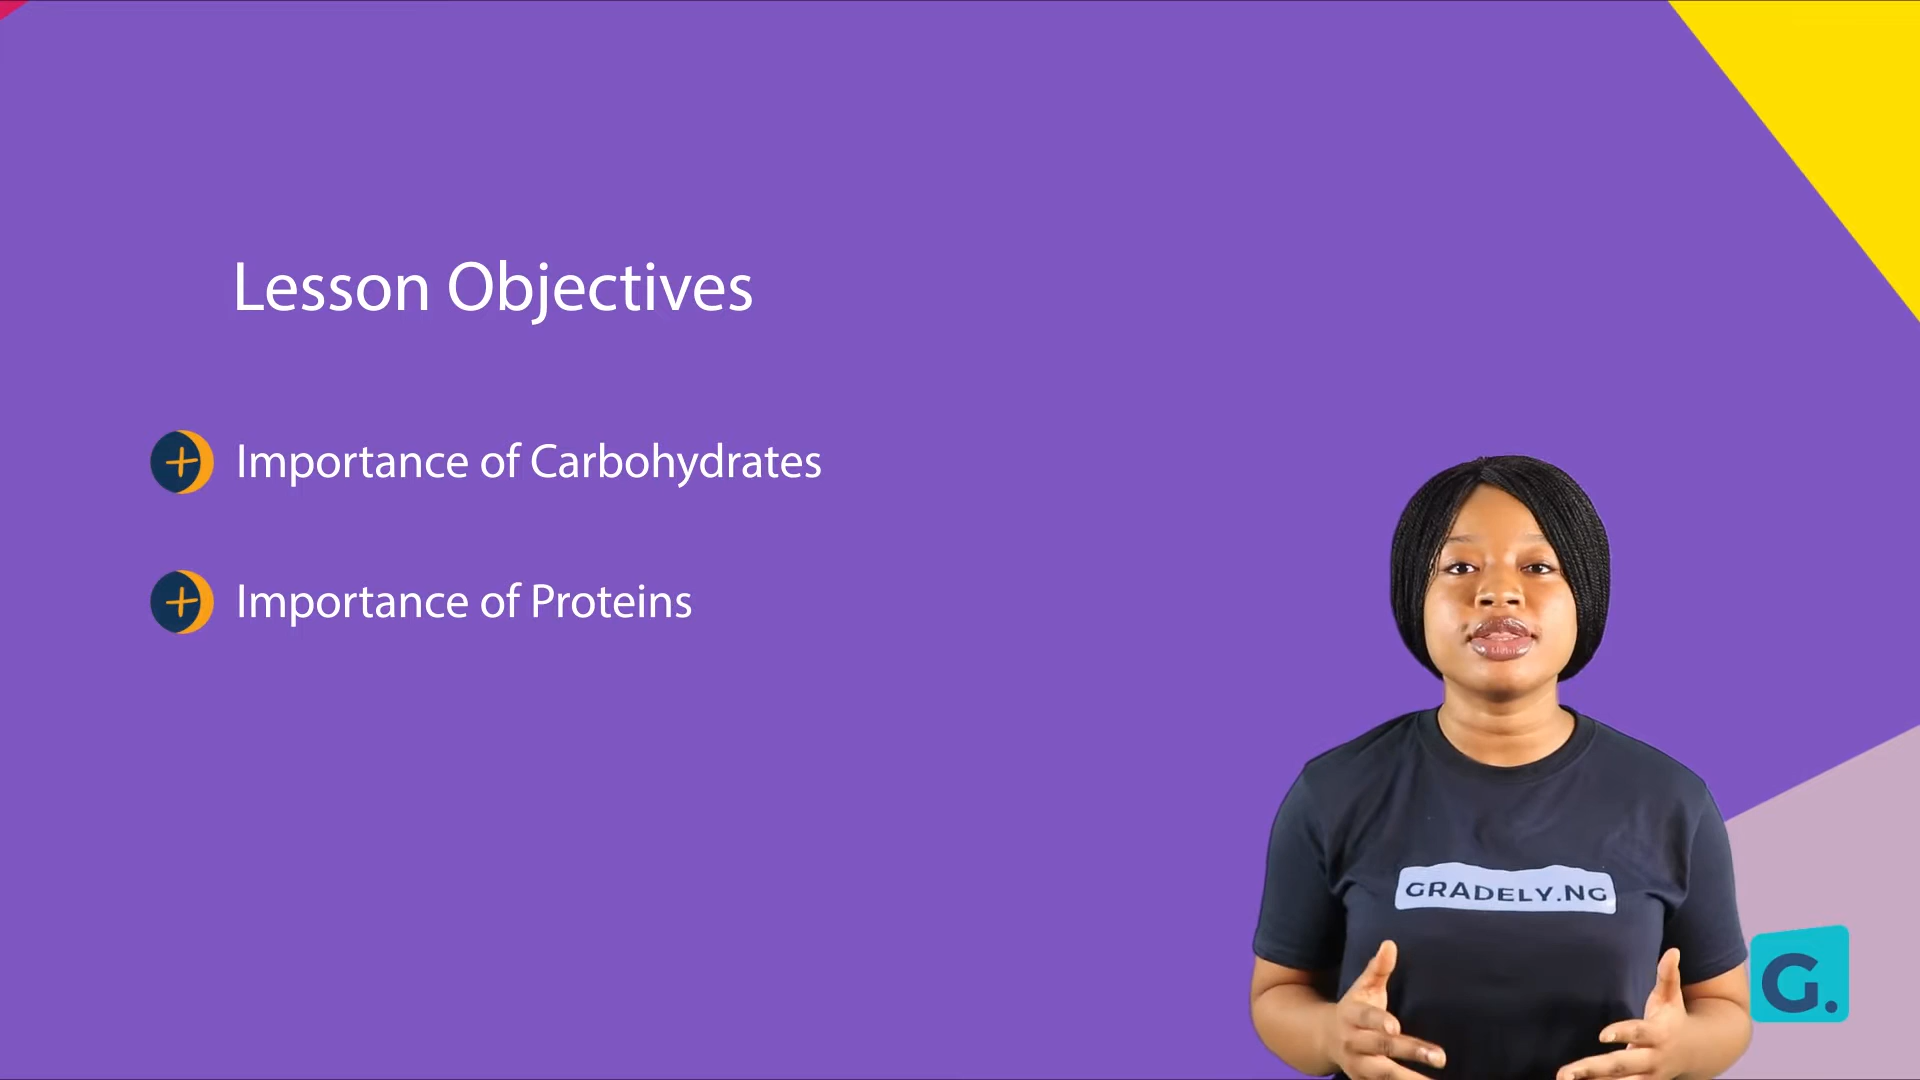 Lesson Objectives
Importance of Carbohydrates
Importance of Proteins
GRADELY.NG
G.